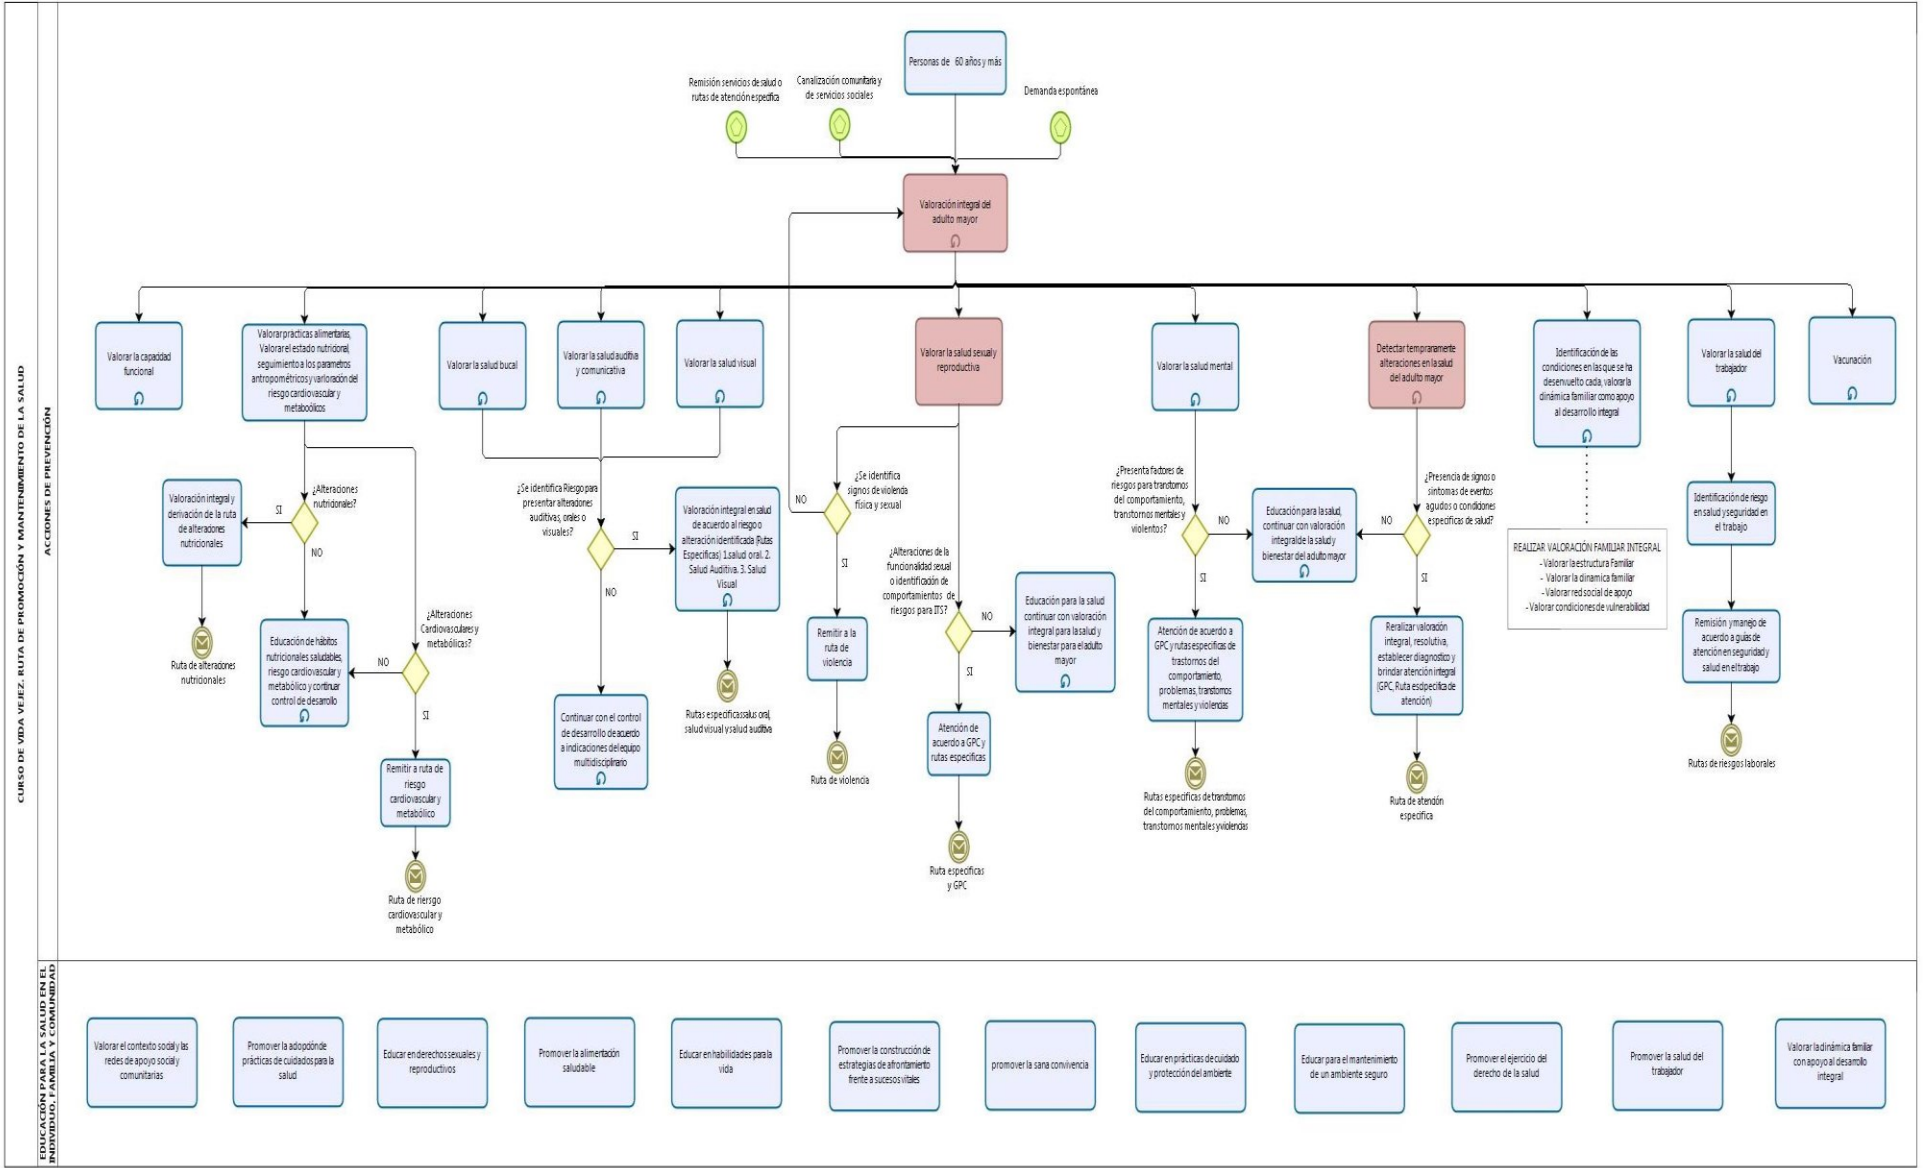 CURSO DE VIDA VEJEZ. RUTA DE PROMOCIÓN Y MANTENIMIENTO DE LA SALUD
ACCIONES DE PREVENCIÓN
Personas de 60 años y más
Remisión servicios de salud o
rutas de atención específica
Canalización comunitaria y
de servicios sociales
Demanda espontánea
Valoración integral del
adulto mayor
Valorar la capacidad
funcional
Valorar prácticas alimentarias,
Valorar el estado nutricional,
seguimiento a los parametros
antropométricos y varloración del
riesgo cardiovascular y
metaboólicos
Valorar la salud bucal
Valorar la salud auditiva
y comunicativa
Valorar la salud visual
Valorar la salud sexual y
reproductiva
Valorar la salud mental
Detectar tempranamente
alteraciones en la salud
del adulto mayor
Identificación de las
condiciones en las que se ha
desenvuelto cada, valorar la
dinámica familiar como apoyo
al desarrollo integral
Valorar la salud del
trabajador
Vacunación
Valoración integral y
derivación de la ruta
de alteraciones
nutricionales
SI
¿Alteraciones
nutricionales?
NO
Ruta de alteraciones
nutricionales
Educación de hábitos
nutricionales saludables,
riesgo cardiovascular y
metabólico y continuar
control de desarrollo
NO
¿Alteraciones
Cardiovasculares y
metabólicas?
SI
Remitir a ruta de
riesgo
cardiovascular y
metabólico
Ruta de riersgo
cardiovascular y
metabólico
¿Se identifica Riesgo para
presentar alteraciones
auditivas, orales o
visuales?
SI
NO
Valoración integral en salud
de acuerdo al riesgo o
alteración identificada (Rutas
Especificas) 1.salud oral. 2.
Salud Auditiva. 3. Salud
Visual
Rutas especificas salus oral,
salud visual y salud auditiva
Continuar con el control
de desarrollo de acuerdo
a indicaciones del equipo
multidisciplinario
NO
¿Se identifica
signos de violencia
física y sexual
SI
Remitir a la
ruta de
violencia
Ruta de violencia
¿Alteraciones de la
funcionalidad sexual
o identificación de
comportamientos de
riesgos para ITS?
NO
SI
Educación para la salud
continuar con valoración
integral para la salud y
bienestar para el adulto
mayor
Atención de
acuerdo a GPC y
rutas especificas
Ruta especificas
y GPC
¿Presenta factores de
riesgos para transtornos
del comportamiento,
transtornos mentales y
violentos?
NO
SI
Educación para la salud,
continuar con valoración
integral de la salud y
bienestar del adulto mayor
Atención de acuerdo a
GPC y rutas especificas de
trastornos del
comportamiento,
problemas, transtornos
mentales y violencias
Rutas especificas de transtornos
del comportamiento, problemas,
transtornos mentales y violencias
NO
¿Presencia de signos o
sintomas de eventos
agudos o condiciones
especificas de salud?
SI
Reralizar valoración
integral, resolutiva,
establecer diagnostico y
brindar atención integral
(GPC, Ruta esdpecifica de
atención)
Ruta de atención
especifica
REALIZAR VALORACIÓN FAMILIAR INTEGRAL
- Valorar la estructura Familiar
- Valorar la dinamica familiar
- Valorar red social de apoyo
- Valorar condiciones de vulnerabilidad
Identificación de riesgo
en salud y seguridad en
el trabajo
Remisión y manejo de
acuerdo a guías de
atención en seguridad y
salud en el trabajo
Rutas de riesgos laborales
EDUCACIÓN PARA LA SALUD EN EL
INDIVIDUO, FAMILIA Y COMUNIDAD
Valorar el contexto social y las
redes de apoyo social y
comunitarias
Promover la adopción de
prácticas de cuidados para la
salud
Educar en derechos sexuales y
reproductivos
Promover la alimentación
saludable
Educar en habilidades para la
vida
Promover la construcción de
estrategias de afrontamiento
frente a sucesos vitales
promover la sana convivencia
Educar en prácticas de cuidado
y protección del ambiente
Educar para el mantenimiento
de un ambiente seguro
Promover el ejercicio del
derecho de la salud
Promover la salud del
trabajador
Valorar la dinámica familiar
con apoyo al desarrollo
integral